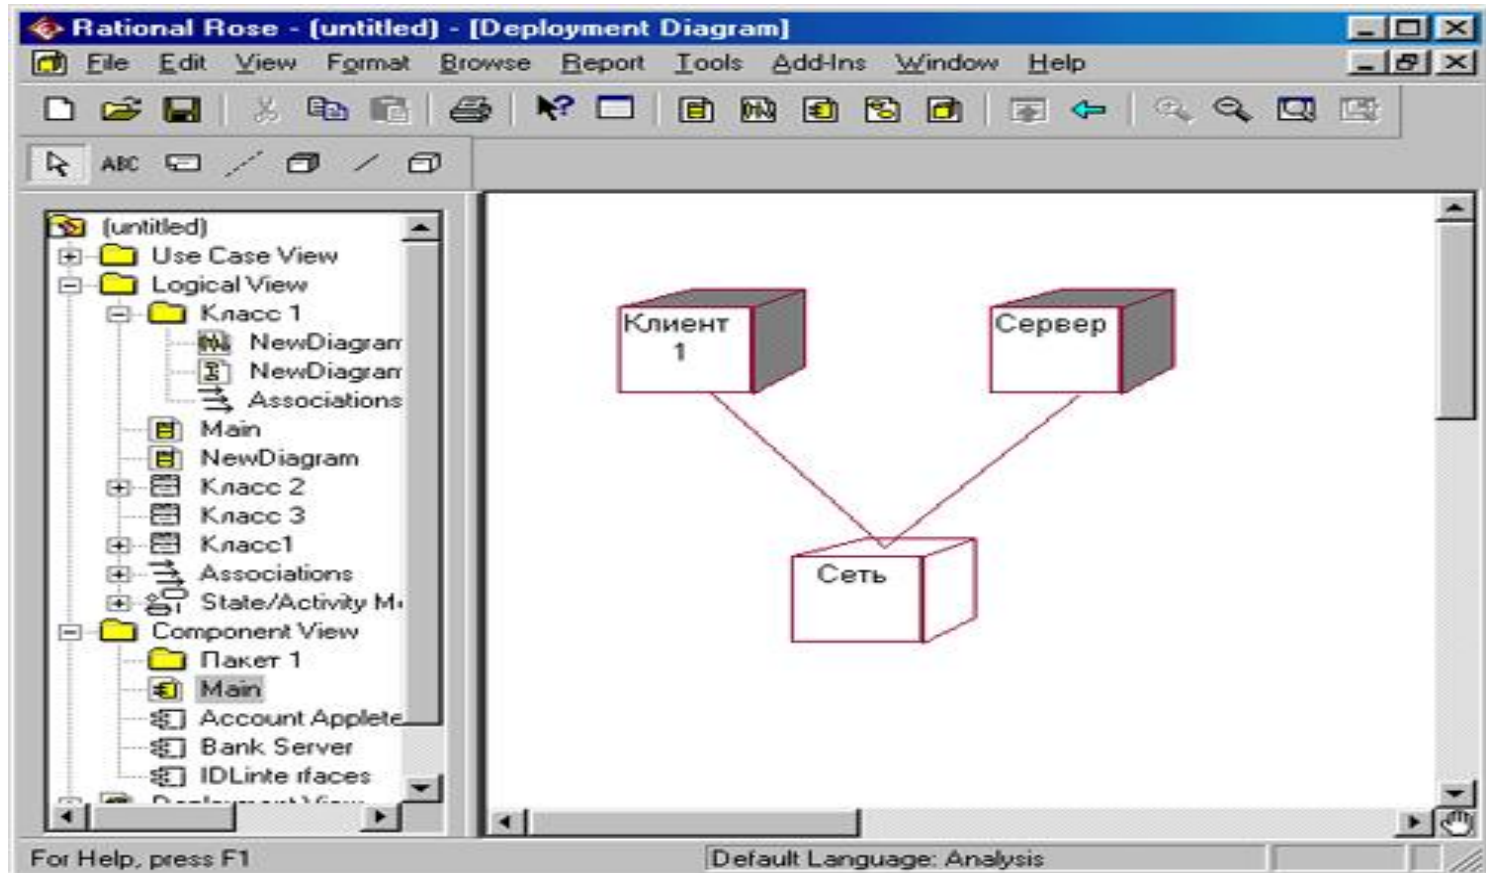 Rational Rose - (untitled) - [Deployment Diagram]
File Edit View Format Browse Report Tools Add-Ins Window Help
ABC
(untitled)
Use Case View
Logical View
Класс 1
NewDiagram
NewDiagram
Associations
Main
NewDiagram
Класс 2
Класс 3
Класс1
Associations
State/Activity M
Component View
Пакет 1
Main
Account Applete
Bank Server
IDLinterfaces
Deployment View
Клиент
1
Сервер
Сеть
For Help, press F1
Default Language: Analysis